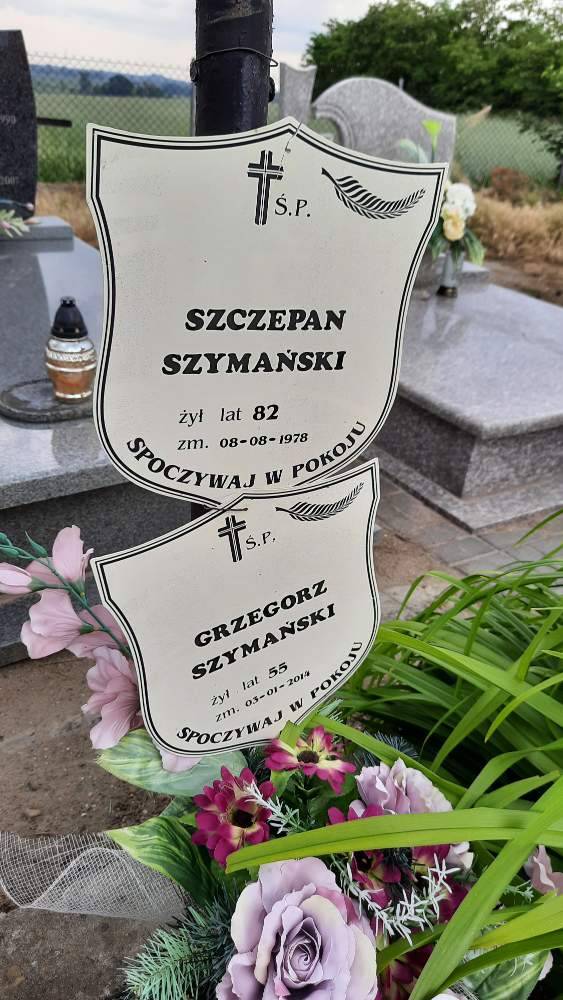 Ś.P.
SZCZEPAN
SZYMAŃSKI
żył lat 82
zm. 08-08-1978
SPOCZYWAJ W POKOJU
Ś.P.
GRZEGORZ
SZYMAŃSKI
żył lat 55
zm. 03-01-2014
SPOCZYWAJ W POKOJU